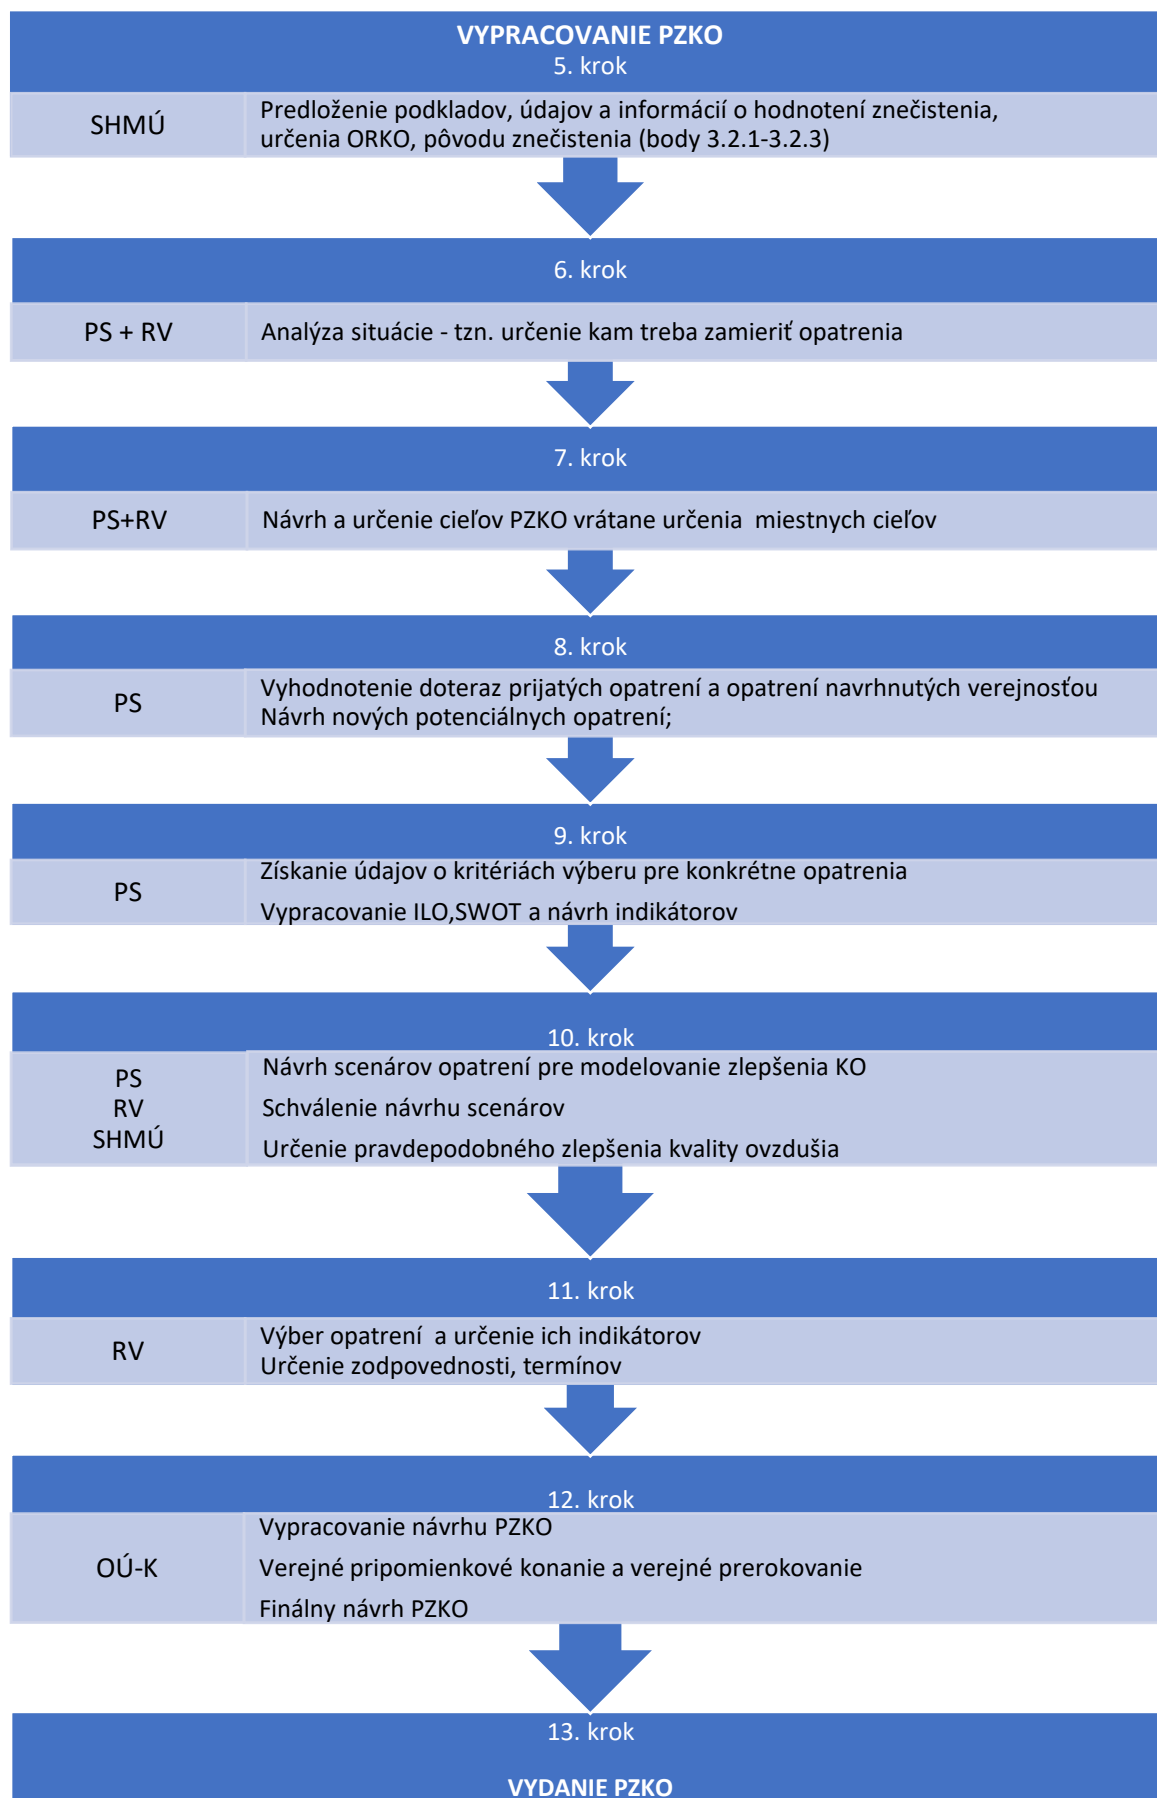 VYPRACOVANIE PZKO
5. krok
SHMÚ
Predloženie podkladov, údajov a informácií o hodnotení znečistenia,
určenia ORKO, pôvodu znečistenia (body 3.2.1-3.2.3)
6. krok
PS + RV
Analýza situácie - tzn. určenie kam treba zamieriť opatrenia
7. krok
PS+RV
Návrh a určenie cieľov PZKO vrátane určenia  miestnych cieľov
8. krok
PS
Vyhodnotenie doteraz prijatých opatrení a opatrení navrhnutých verejnosťou
Návrh nových potenciálnych opatrení;
9. krok
PS
Získanie údajov o kritériách výberu pre konkrétne opatrenia
Vypracovanie ILO,SWOT a návrh indikátorov
10. krok
PS
RV
SHMÚ
Návrh scenárov opatrení pre modelovanie zlepšenia KO
Schválenie návrhu scenárov
Určenie pravdepodobného zlepšenia kvality ovzdušia
11. krok
RV
Výber opatrení  a určenie ich indikátorov
Určenie zodpovednosti, termínov
12. krok
OÚ-K
Vypracovanie návrhu PZKO
Verejné pripomienkové konanie a verejné prerokovanie
Finálny návrh PZKO
13. krok
VYDANIE PZKO